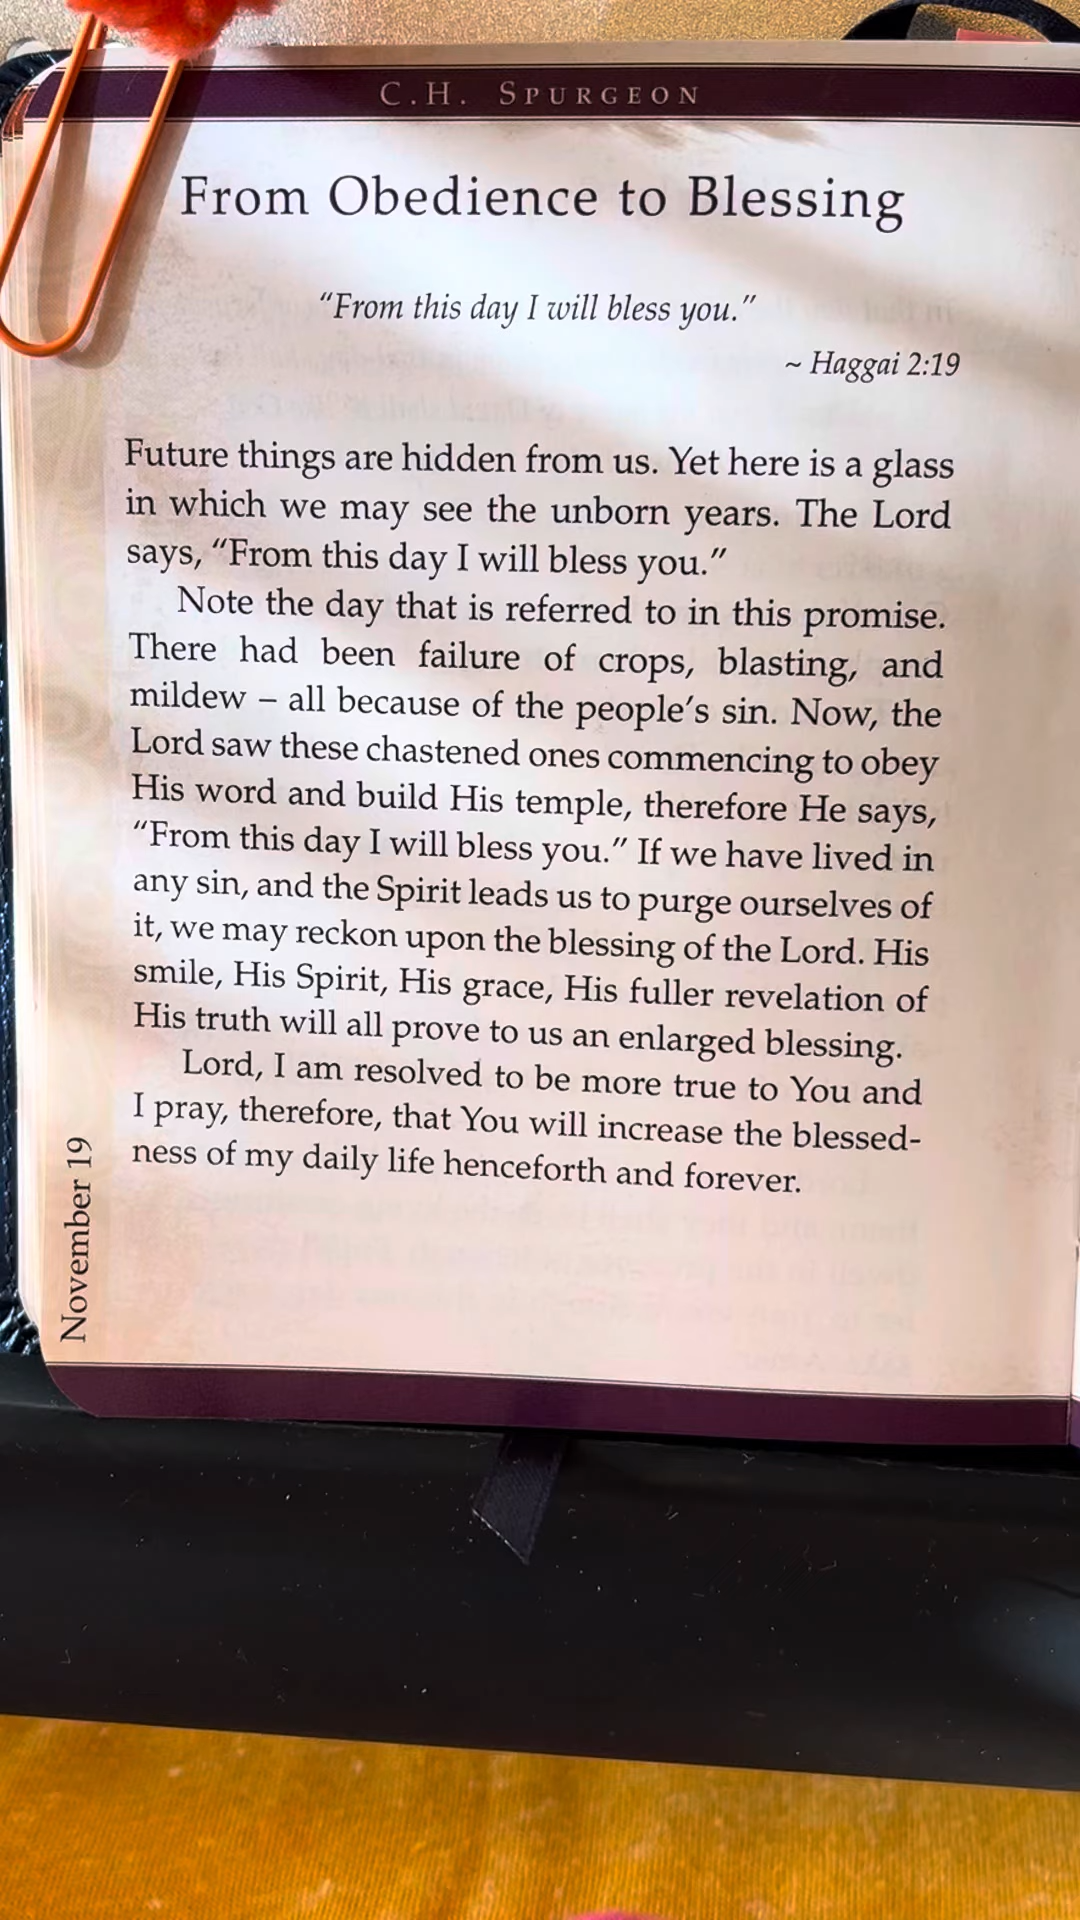 C.H. SPURGEON
From Obedience to Blessing
“From this day I will bless you.”
~ Haggai 2:19
Future things are hidden from us. Yet here is a glass
in which we may see the unborn years. The Lord
says, “From this day I will bless you.”
Note the day that is referred to in this promise.
There had been failure of crops, blasting, and
mildew – all because of the people’s sin. Now, the
Lord saw these chastened ones commencing to obey
His word and build His temple, therefore He says,
“From this day I will bless you.” If we have lived in
any sin, and the Spirit leads us to purge ourselves of
it, we may reckon upon the blessing of the Lord. His
smile, His Spirit, His grace, His fuller revelation of
His truth will all prove to us an enlarged blessing.
Lord, I am resolved to be more true to You and
I pray, therefore, that You will increase the blessed-
ness of my daily life henceforth and forever.
November 19